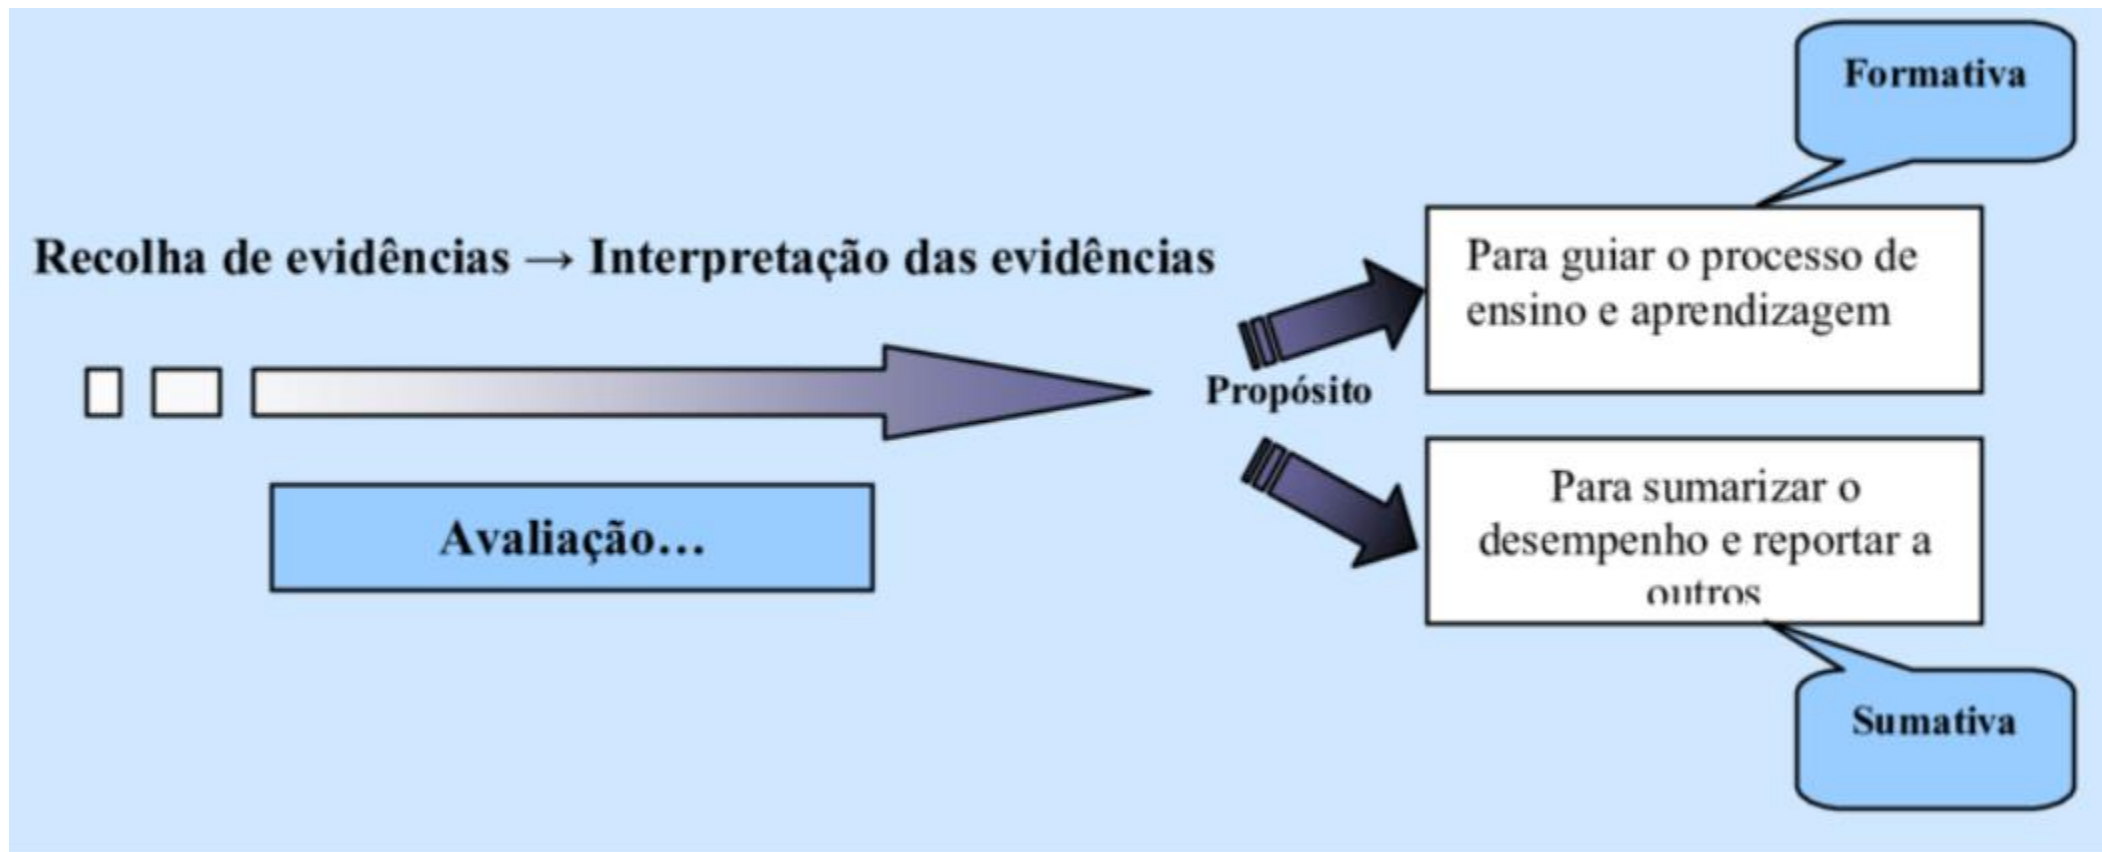 Formativa
Recolha de evidências → Interpretação das evidências
Para guiar o processo de
ensino e aprendizagem
Propósito
Para sumarizar o
desempenho e reportar a
outros
Avaliação...
Sumativa